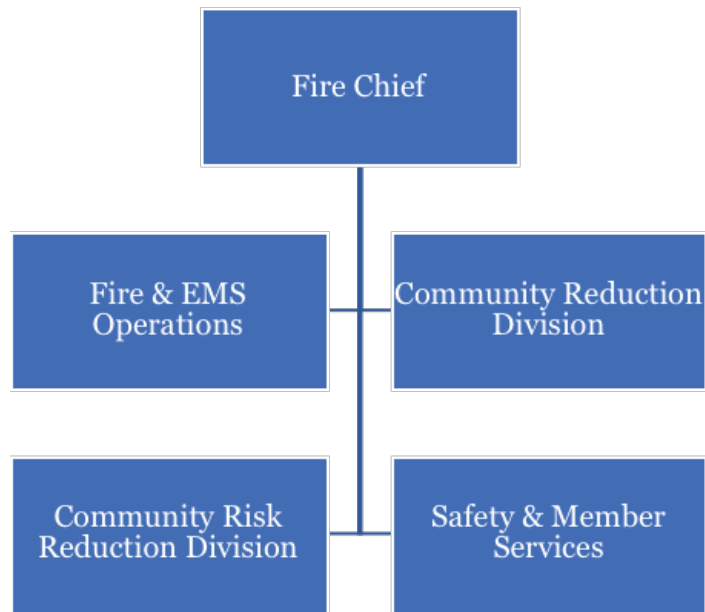 Fire Chief
Fire & EMS
Operations
Community Reduction
Division
Community Risk
Reduction Division
Safety & Member
Services